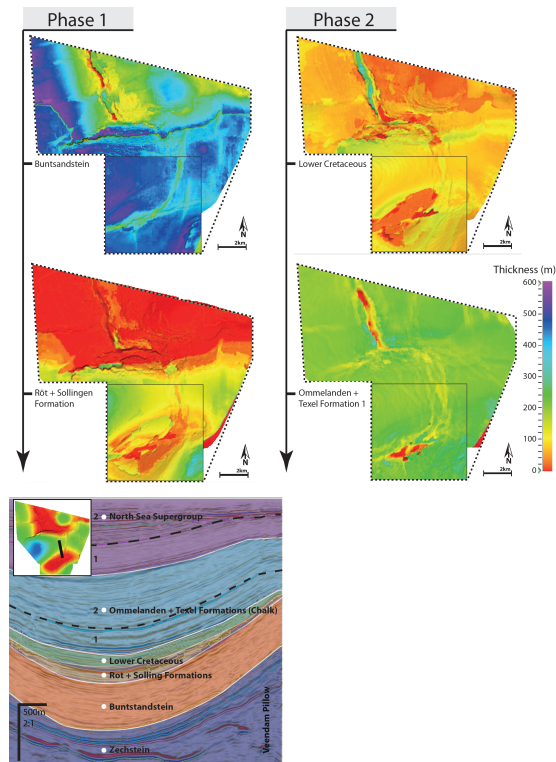 Phase 1
Phase 2
Buntsandstein
N
2km
Lower Cretaceous
N
2km
Thickness (m)
600
500
400
300
200
100
0
Röt + Sollingen
Formation
N
2km
Ommelanden +
Texel Formation 1
N
2km
2 North Sea Supergroup
1
2 Ommelanden + Texel Formations (Chalk)
1
Lower Cretaceous
Rot + Solling Formations
Buntstandstein
500m
2:1
Zechstein
Veendam Pillow